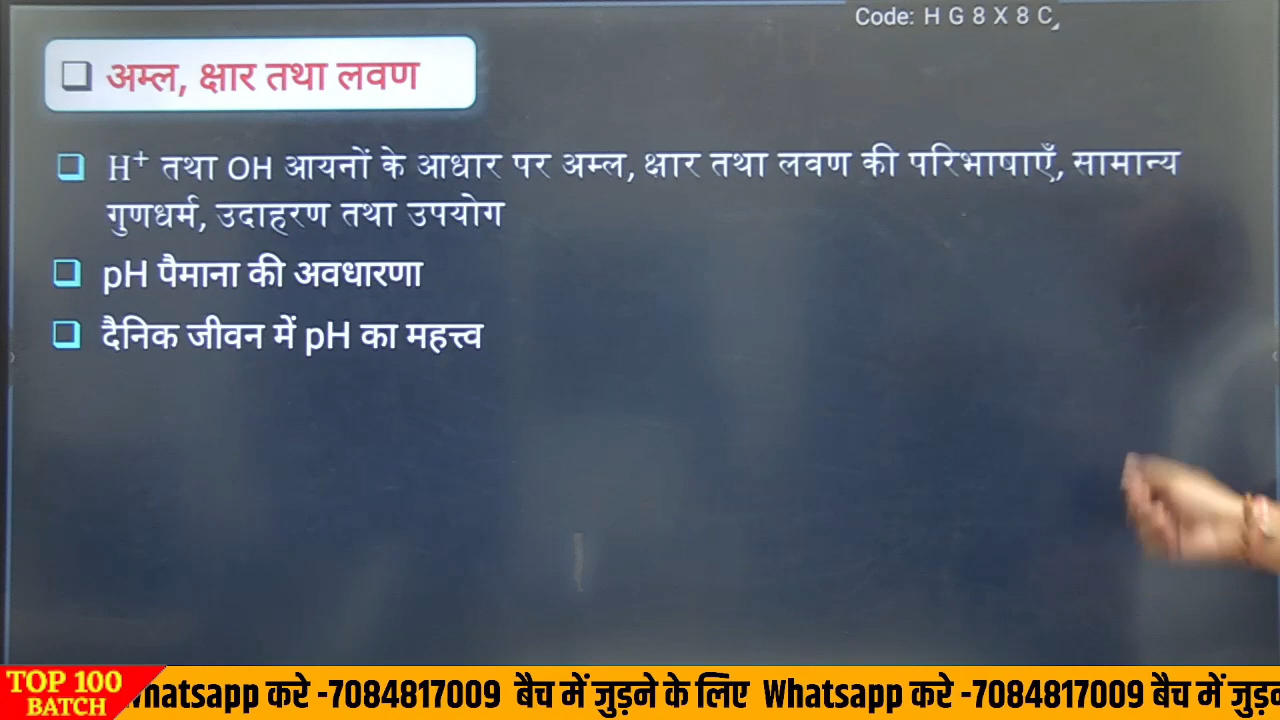 Code: H G 8 X 8 C
अम्ल, क्षार तथा लवण
H⁺ तथा OH आयनों के आधार पर अम्ल, क्षार तथा लवण की परिभाषाएँ, सामान्य
गुणधर्म, उदाहरण तथा उपयोग
pH पैमाना की अवधारणा
दैनिक जीवन में pH का महत्त्व
TOP 100
BATCH
hatsapp करे -7084817009 बैच में जुड़ने के लिए Whatsapp करे -7084817009 बैच में जुड़